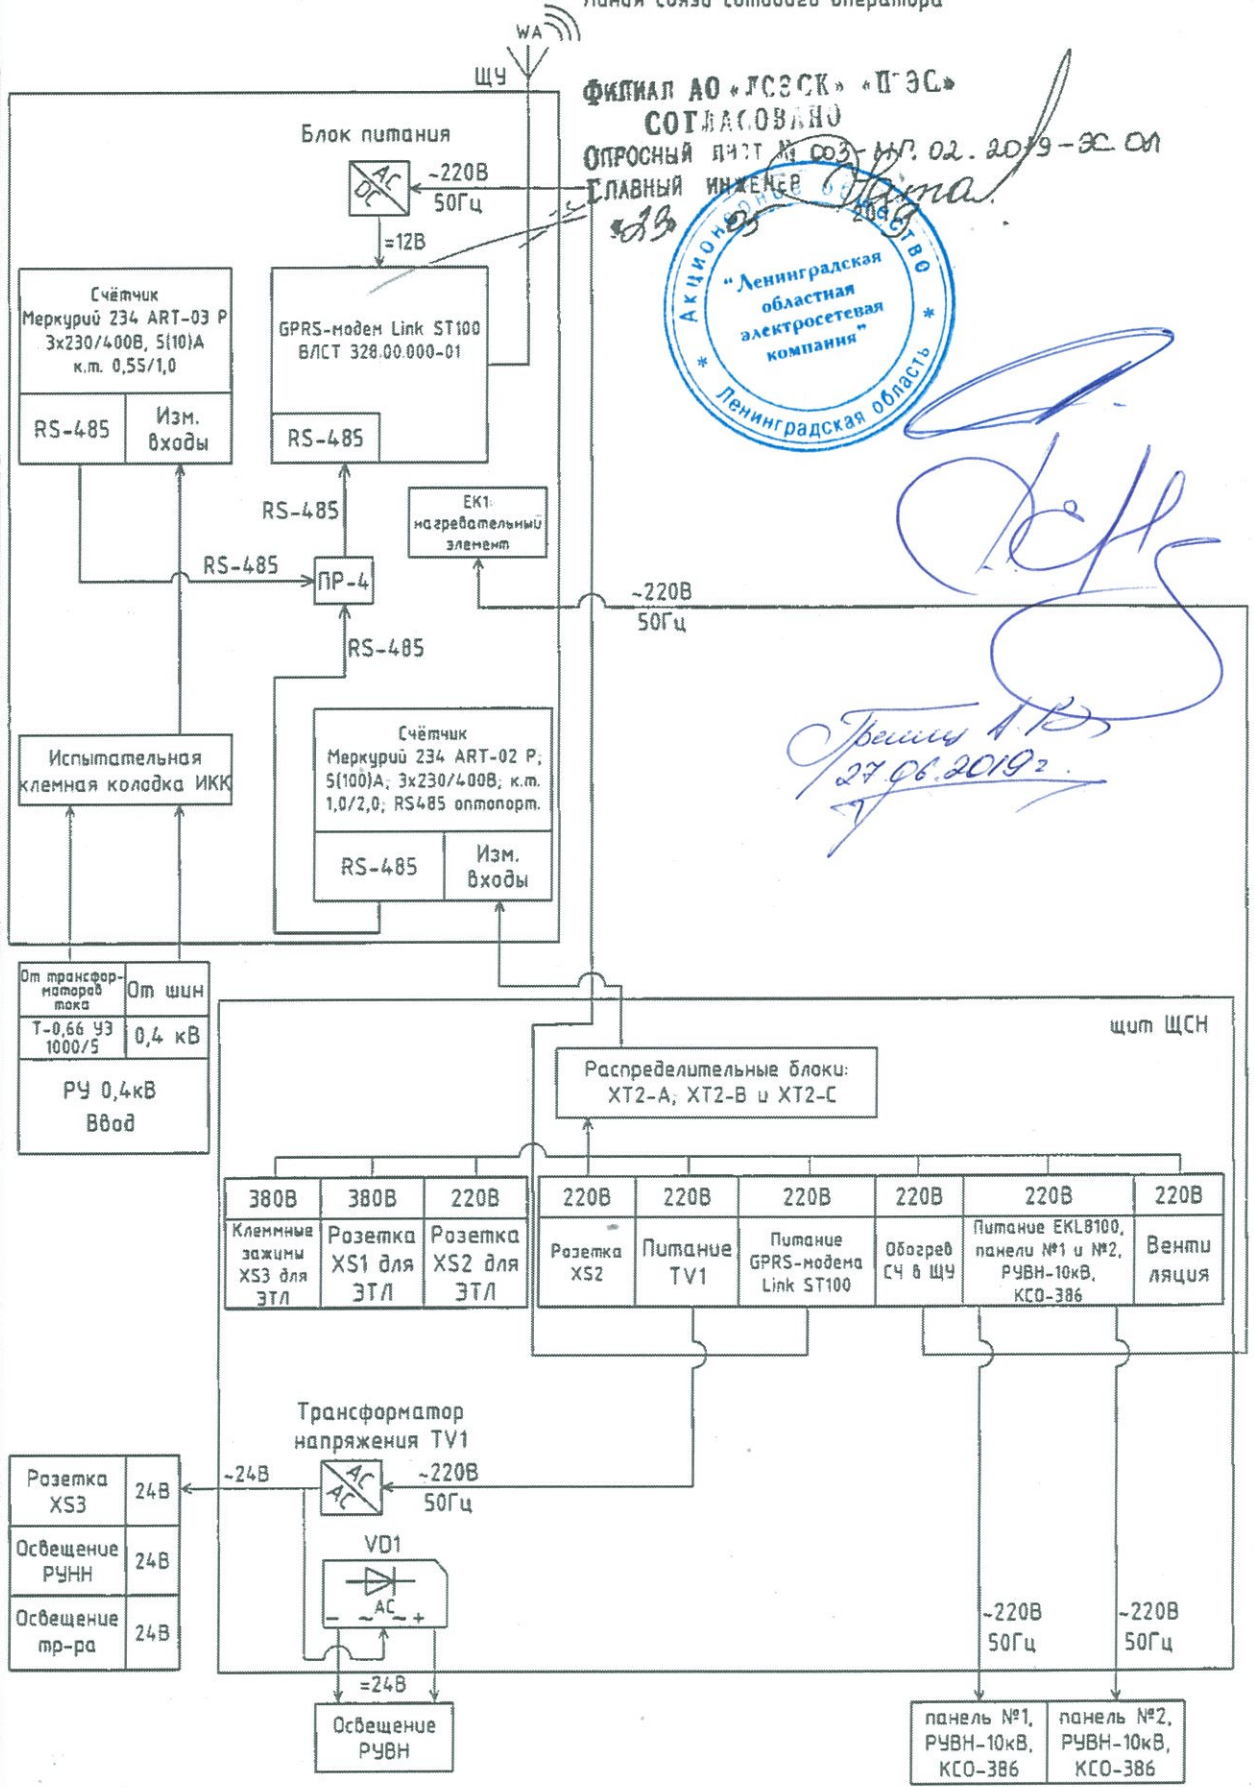 Линия связи сотового оператора
WA
ЩУ
ФИЛИАЛ АО «ЛОЭСК» «П ЭС»
СОГЛАСОВАНО
ОПРОСНЫЙ ЛИСТ № 003- .02.2019-ЭС.ОЛ
ГЛАВНЫЙ ИНЖЕНЕР
«23» 05 2019
Акционерное общество
"Ленинградская
областная
электросетевая
компания"
* Ленинградская область *
Блок питания
AC
DC
~220В
50Гц
=12В
Счётчик
Меркурий 234 ART-03 P
3x230/400В, 5(10)А
к.т. 0,5S/1,0
RS-485
Изм.
входы
GPRS-модем Link ST100
ВЛСТ 328.00.000-01
RS-485
RS-485
EK1:
нагревательный
элемент
RS-485
ПР-4
~220В
50Гц
RS-485
Испытательная
клемная колодка ИКК
Счётчик
Меркурий 234 ART-02 P;
5(100)А; 3x230/400В; к.т.
1,0/2,0; RS485 оптопорт.
RS-485
Изм.
входы
27.06.2019г.
От трансфор-
маторов
тока
От шин
Т-0,66 У3
1000/5
0,4 кВ
РУ 0,4кВ
Ввод
щит ЩСН
Распределительные блоки:
XT2-A; XT2-B и XT2-C
380В
380В
220В
220В
220В
220В
220В
220В
220В
Клеммные
зажимы
XS3 для
ЭТЛ
Розетка
XS1 для
ЭТЛ
Розетка
XS2 для
ЭТЛ
Розетка
XS2
Питание
TV1
Питание
GPRS-модема
Link ST100
Обогрев
СЧ в ЩУ
Питание EKL8100,
панели №1 и №2,
РУВН-10кВ,
КСО-386
Венти
ляция
Трансформатор
напряжения TV1
AC
AC
~220В
50Гц
~24В
Розетка
XS3
24В
Освещение
РУНН
24В
Освещение
тр-ра
24В
VD1
AC
- ~ ~ +
=24В
Освещение
РУВН
~220В
50Гц
~220В
50Гц
панель №1,
РУВН-10кВ,
КСО-386
панель №2,
РУВН-10кВ,
КСО-386